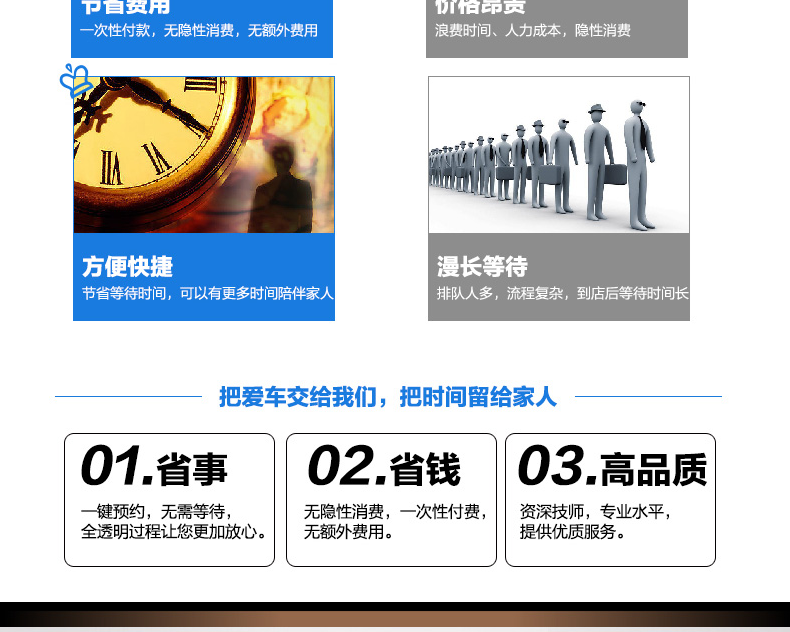 节省费用
一次性付款，无隐性消费，无额外费用
价格昂贵
浪费时间、人力成本，隐性消费
方便快捷
节省等待时间，可以有更多时间陪伴家人
漫长等待
排队人多，流程复杂，到店后等待时间长
把爱车交给我们，把时间留给家人
01.省事
一键预约，无需等待，
全透明过程让您更加放心。
02.省钱
无隐性消费，一次性付费，
无额外费用。
03.高品质
资深技师，专业水平，
提供优质服务。